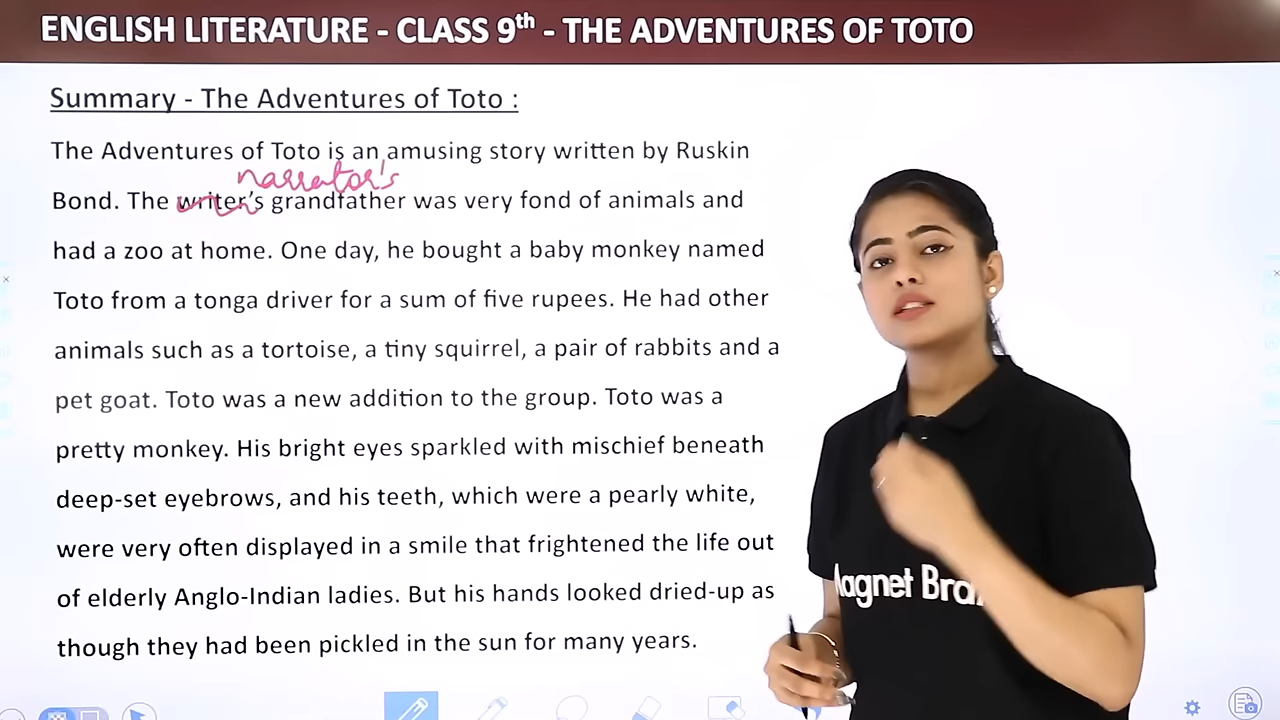 ENGLISH LITERATURE - CLASS 9th - THE ADVENTURES OF TOTO
Summary - The Adventures of Toto :
The Adventures of Toto is an amusing story written by Ruskin
narrator's
Bond. The writer's grandfather was very fond of animals and
had a zoo at home. One day, he bought a baby monkey named
Toto from a tonga driver for a sum of five rupees. He had other
animals such as a tortoise, a tiny squirrel, a pair of rabbits and a
pet goat. Toto was a new addition to the group. Toto was a
pretty monkey. His bright eyes sparkled with mischief beneath
deep-set eyebrows, and his teeth, which were a pearly white,
were very often displayed in a smile that frightened the life out
of elderly Anglo-Indian ladies. But his hands looked dried-up as
though they had been pickled in the sun for many years.
Magnet Bra